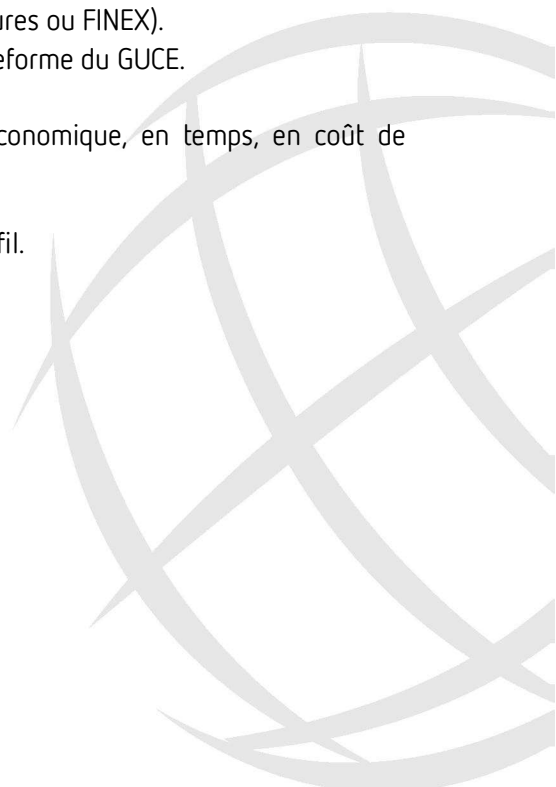 ures ou FINEX).
eforme du GUCE.
conomique, en temps, en coût de
fil.